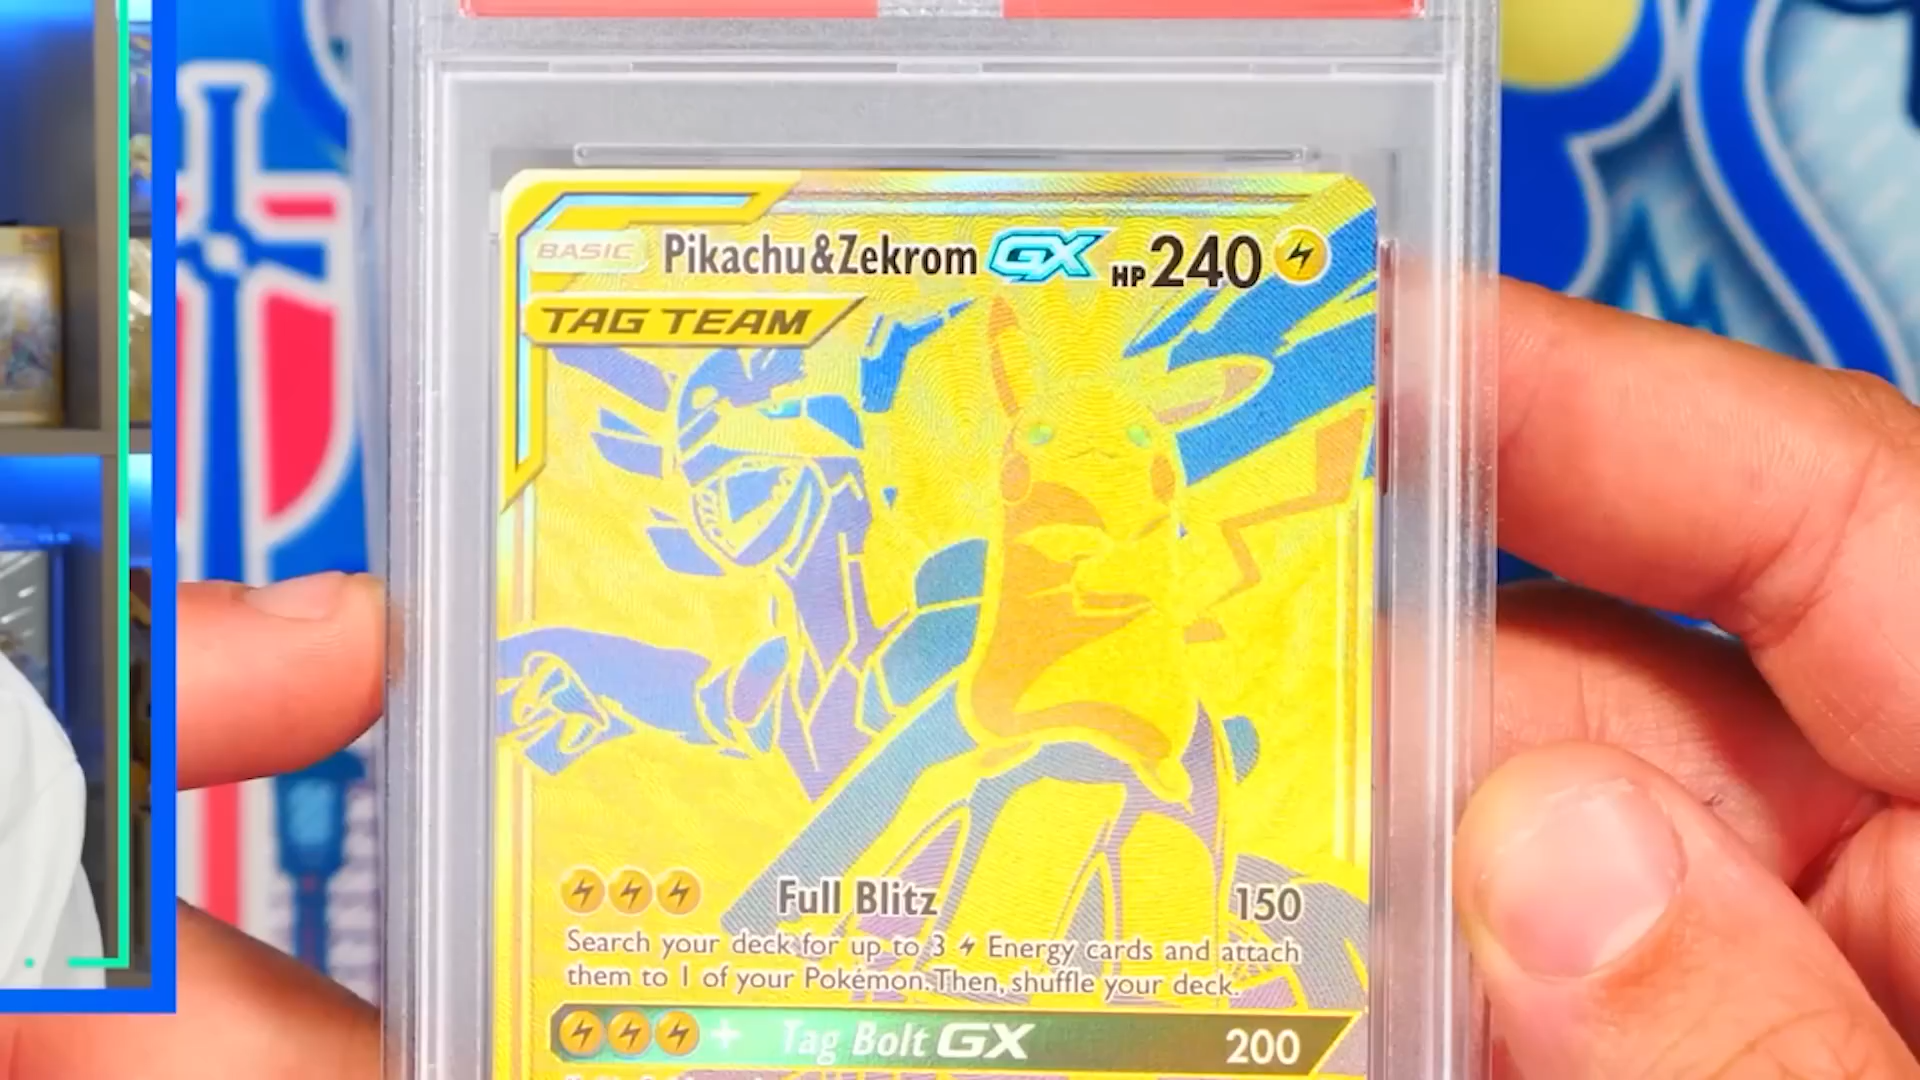 BASIC Pikachu&Zekrom GX HP 240
TAG TEAM
Full Blitz 150
Search your deck for up to 3 Energy cards and attach
them to 1 of your Pokémon. Then, shuffle your deck.
+ Tag Bolt GX 200